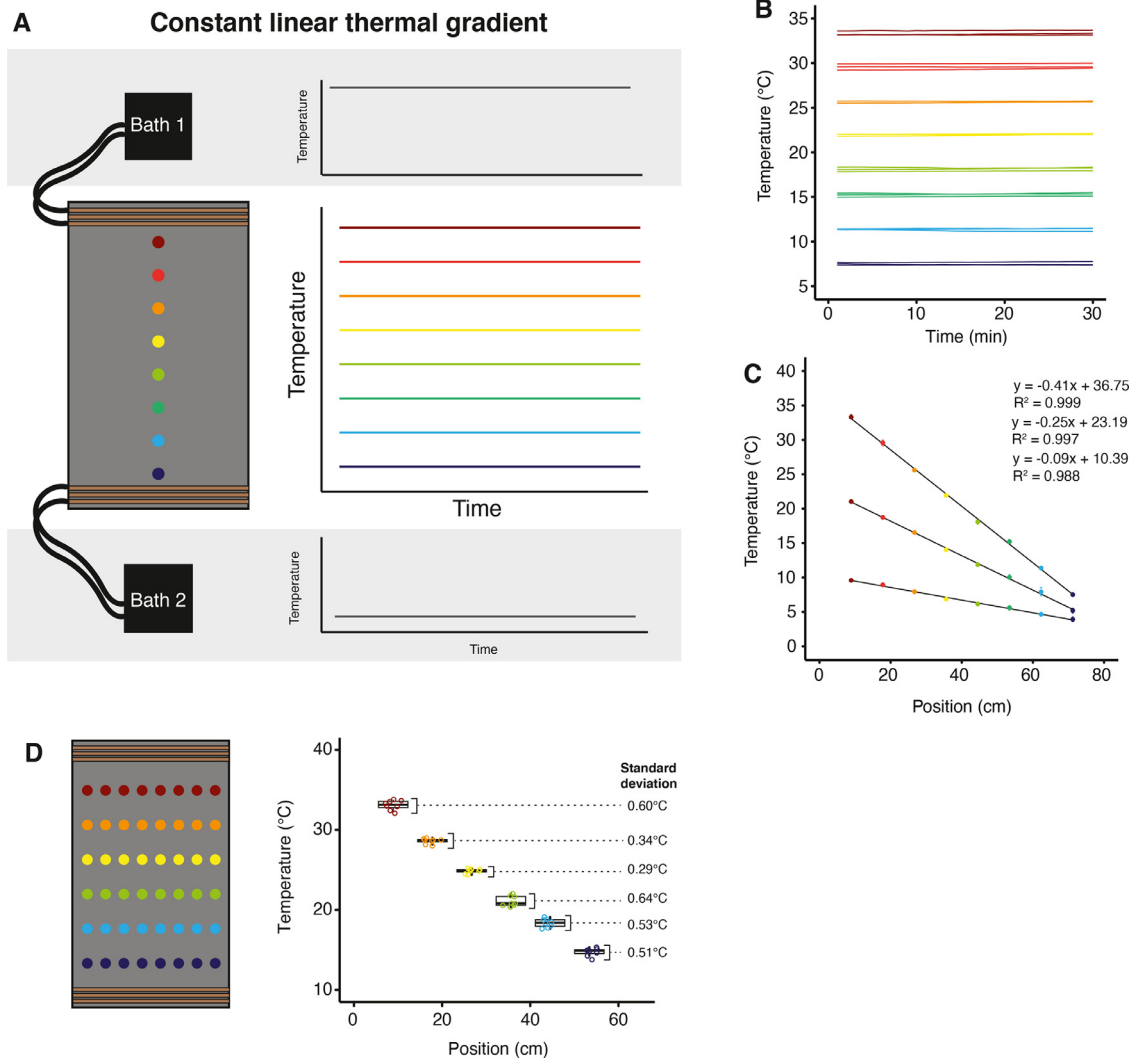 A
Constant linear thermal gradient
Bath 1
Temperature
Temperature
Time
Bath 2
Temperature
Time
B
Temperature (°C)
35
30
25
20
15
10
5
0
10
20
30
Time (min)
C
Temperature (°C)
40
35
30
25
20
15
10
5
0
0
20
40
60
80
Position (cm)
y = -0.41x + 36.75
R² = 0.999
y = -0.25x + 23.19
R² = 0.997
y = -0.09x + 10.39
R² = 0.988
D
Temperature (°C)
40
30
20
10
0
20
40
60
Position (cm)
Standard
deviation
0.60°C
0.34°C
0.29°C
0.64°C
0.53°C
0.51°C